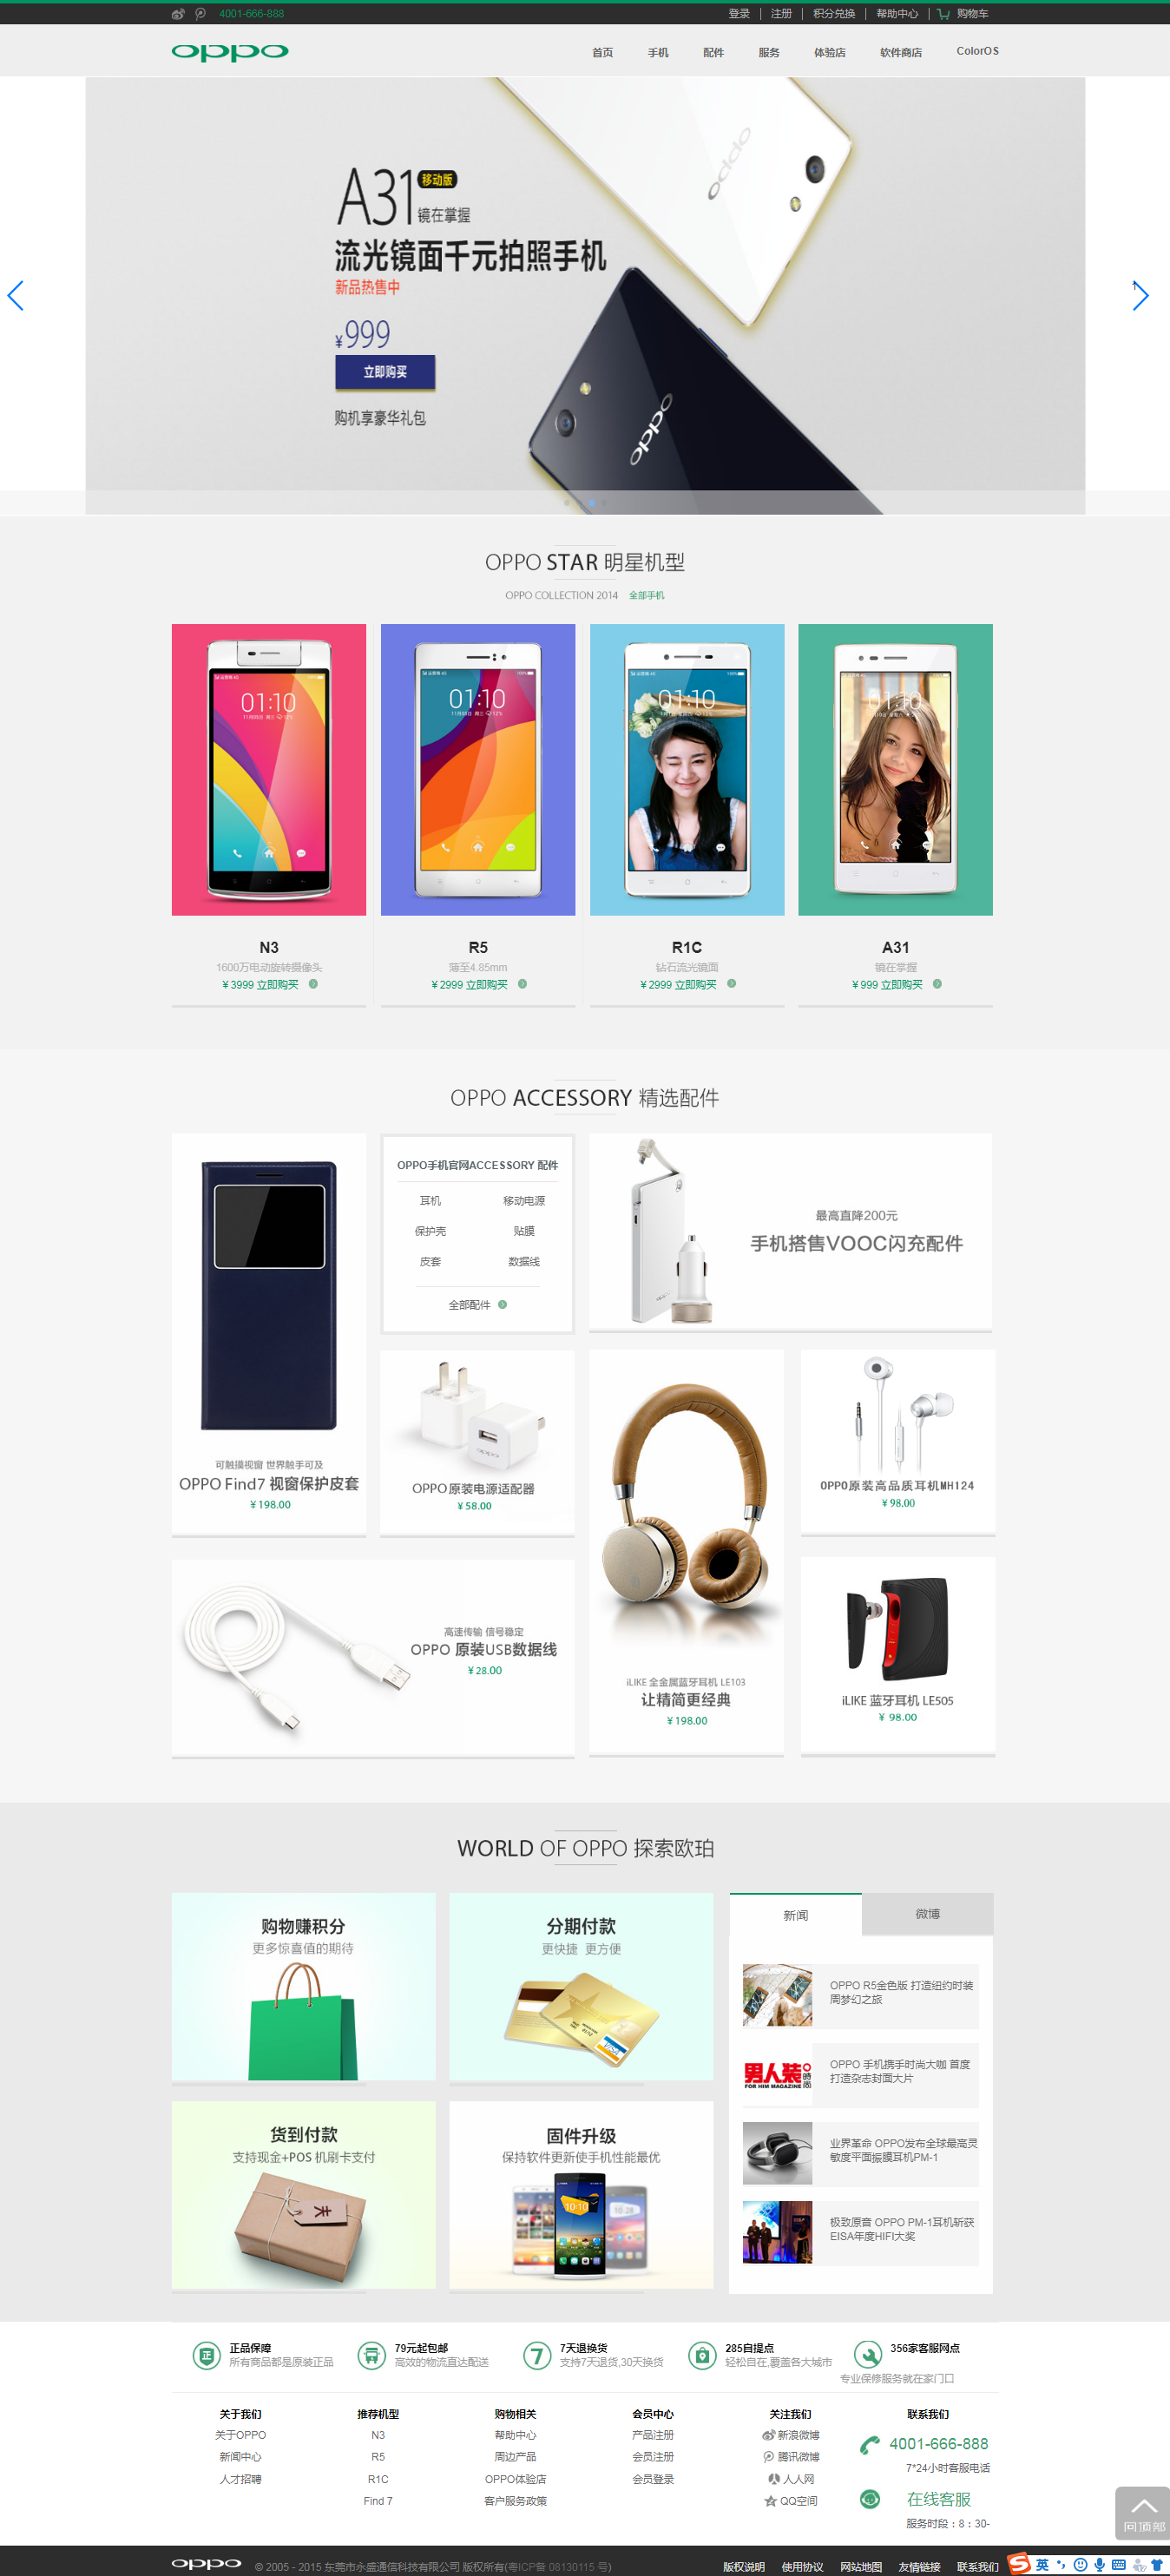 4001-666-888
登录
注册
积分兑换
帮助中心
购物车
oppo
首页
手机
配件
服务
体验店
软件商店
ColorOS
oppo
A31 移动版
镜在掌握
流光镜面千元拍照手机
新品热售中
¥999
立即购买
购机享豪华礼包
oppo
OPPO STAR 明星机型
OPPO COLLECTION 2014 全部手机
01:10
01:10
01:10
01:10
N3
1600万电动旋转摄像头
¥ 3999 立即购买
R5
薄至4.85mm
¥ 2999 立即购买
R1C
钻石流光镜面
¥ 2999 立即购买
A31
镜在掌握
¥ 999 立即购买
OPPO ACCESSORY 精选配件
OPPO手机官网ACCESSORY 配件
耳机
移动电源
保护壳
贴膜
皮套
数据线
全部配件
最高直降200元
手机搭售VOOC闪充配件
可触摸视窗 世界触手可及
OPPO Find7 视窗保护皮套
¥ 198.00
oppo
OPPO原装电源适配器
¥ 58.00
OPPO原装高品质耳机MH124
¥ 98.00
高速传输 信号稳定
OPPO 原装USB数据线
¥ 28.00
iLIKE 全金属蓝牙耳机 LE103
让精简更经典
¥ 198.00
iLIKE 蓝牙耳机 LE505
¥ 98.00
WORLD OF OPPO 探索欧珀
购物赚积分
更多惊喜值的期待
分期付款
更快捷 更方便
VISA
货到付款
支持现金+POS 机刷卡支付
固件升级
保持软件更新使手机性能最优
10:10
10:28
新闻
微博
OPPO R5金色版 打造纽约时装
周梦幻之旅
男人装
FOR HIM MAGAZINE
OPPO 手机携手时尚大咖 首度
打造杂志封面大片
业界革命 OPPO发布全球最高灵
敏度平面振膜耳机PM-1
极致原音 OPPO PM-1耳机斩获
EISA年度HIFI大奖
正
正品保障
所有商品都是原装正品
79元起包邮
高效的物流直达配送
7
7天退换货
支持7天退货,30天换货
285自提点
轻松自在,覆盖各大城市
356家客服网点
专业保修服务就在家门口
关于我们
关于OPPO
新闻中心
人才招聘
推荐机型
N3
R5
R1C
Find 7
购物相关
帮助中心
周边产品
OPPO体验店
客户服务政策
会员中心
产品注册
会员注册
会员登录
关注我们
新浪微博
腾讯微博
人人网
QQ空间
联系我们
4001-666-888
7*24小时客服电话
在线客服
服务时段：8：30-
回顶部
oppo
© 2005 - 2015 东莞市永盛通信科技有限公司 版权所有(粤ICP备 08130115 号)
版权说明
使用协议
网站地图
友情链接
联系我们
英